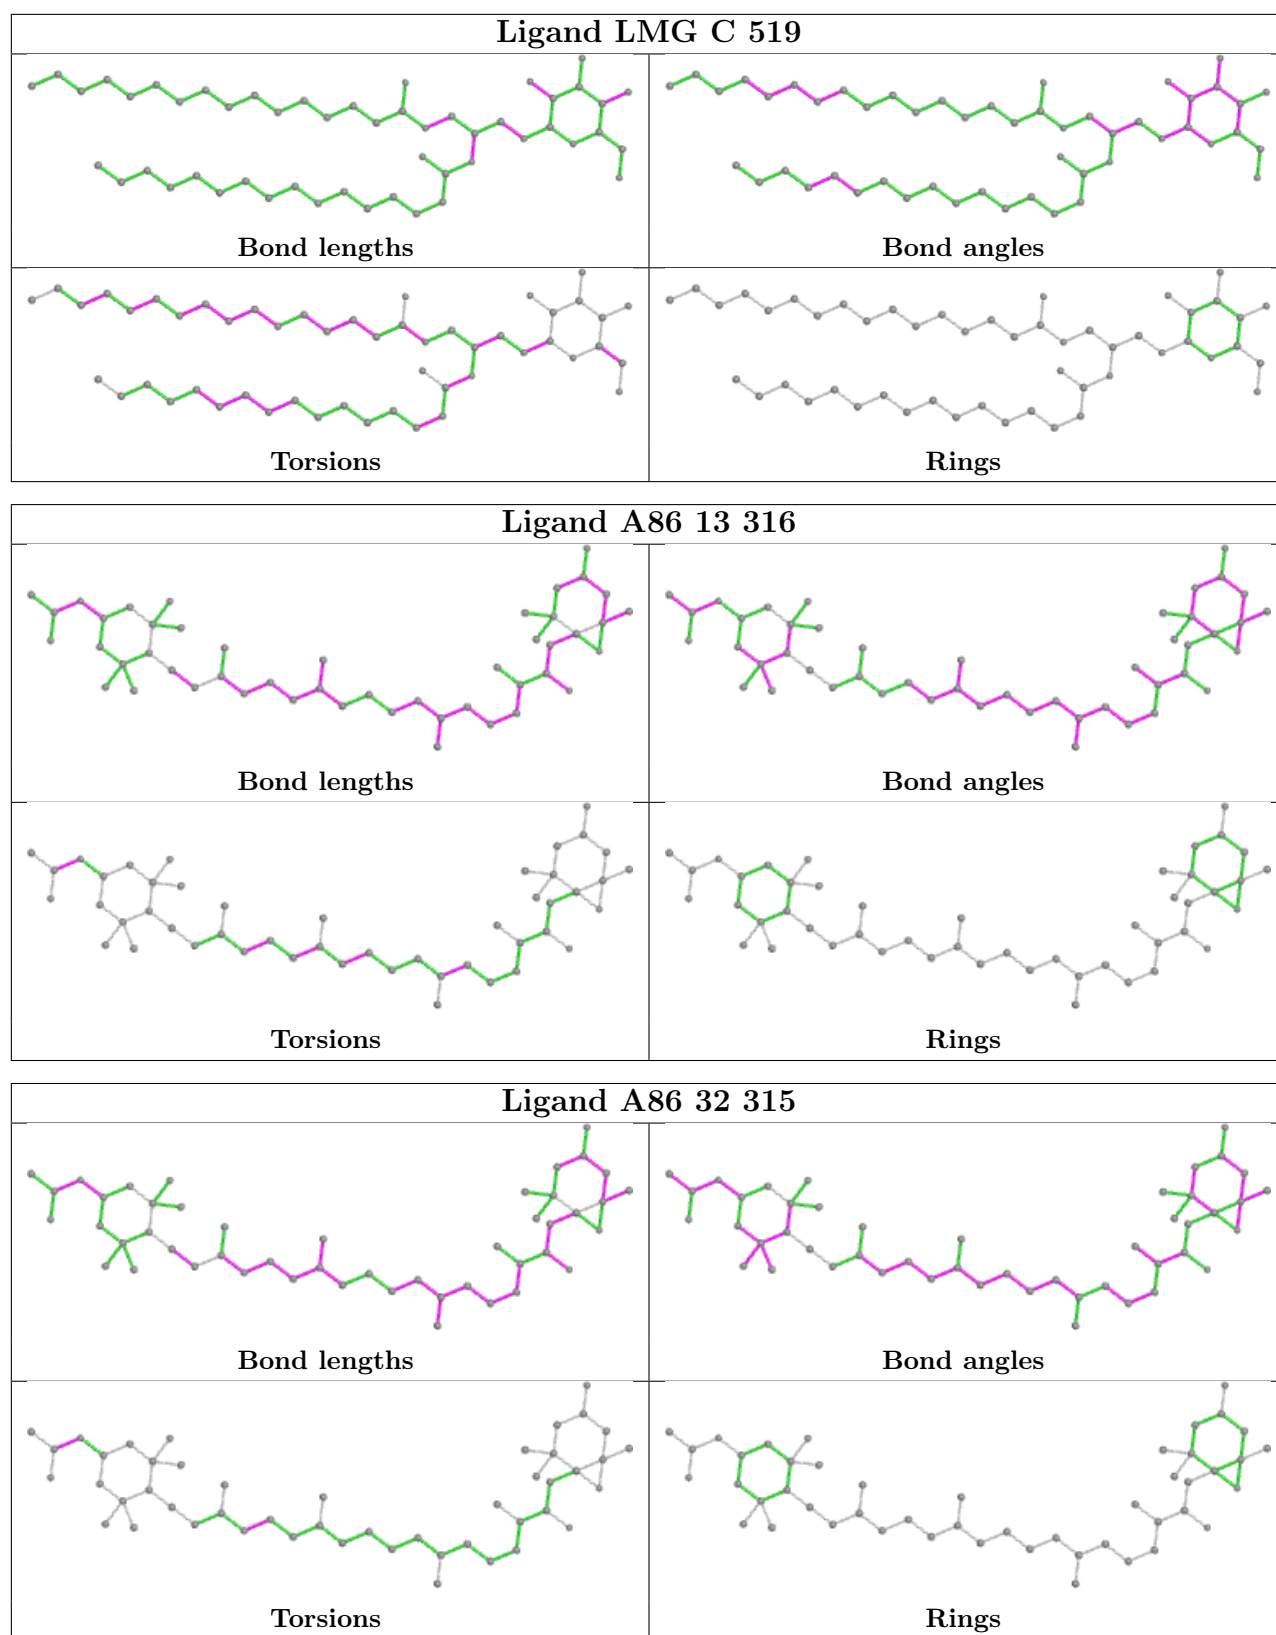 Ligand LMG C 519
Bond lengths
Bond angles
Torsions
Rings
Ligand A86 13 316
Bond lengths
Bond angles
Torsions
Rings
Ligand A86 32 315
Bond lengths
Bond angles
Torsions
Rings